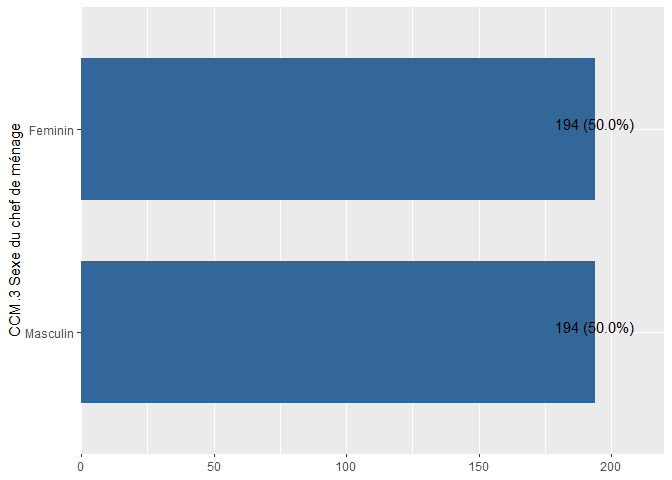 CCM.3 Sexe du chef de ménage
Feminin
194 (50.0%)
Masculin
194 (50.0%)
0
50
100
150
200